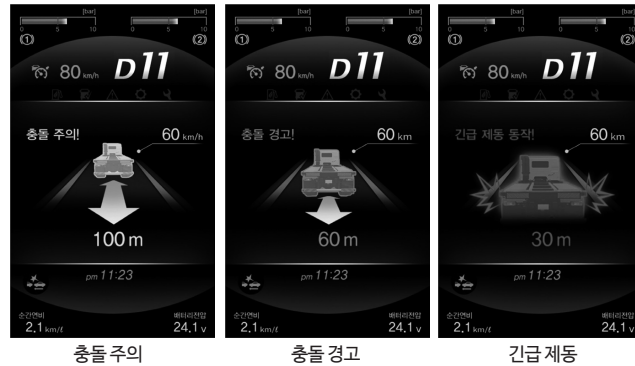 [bar] [bar]
0 5 10 0 5 10
(1) (2)
80 km/h D11
충돌 주의! 60 km/h
100 m
pm 11:23
순간연비 배터리전압
2.1 km/ℓ 24.1 v
충돌 주의
[bar] [bar]
0 5 10 0 5 10
(1) (2)
80 km/h D11
충돌 경고! 60 km
60 m
pm 11:23
순간연비 배터리전압
2.1 km/ℓ 24.1 v
충돌 경고
[bar] [bar]
0 5 10 0 5 10
(1) (2)
80 km/h D11
긴급 제동 동작! 60 km
30 m
pm 11:23
순간연비 배터리전압
2.1 km/ℓ 24.1 v
긴급 제동